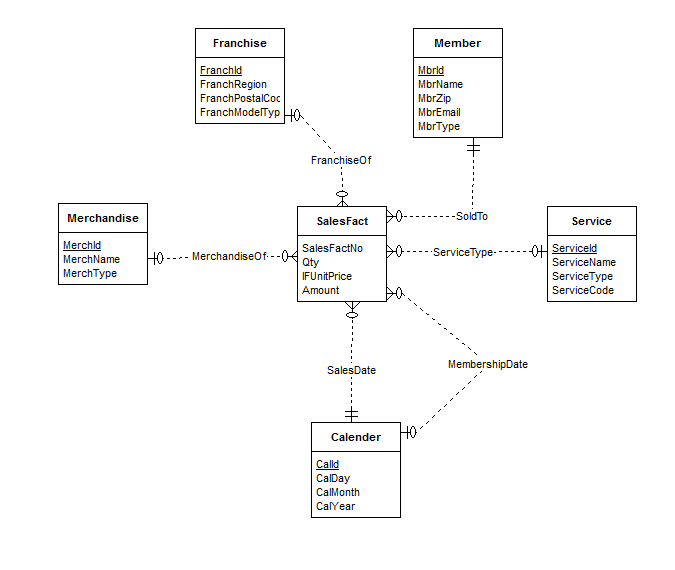 Franchise
FranchId
FranchRegion
FranchPostalCoc
FranchModelTyp
Member
MbrId
MbrName
MbrZip
MbrEmail
MbrType
FranchiseOf
Merchandise
MerchId
MerchName
MerchType
MerchandiseOf
SalesFact
SalesFactNo
Qty
IFUnitPrice
Amount
SoldTo
ServiceType
Service
ServiceId
ServiceName
ServiceType
ServiceCode
SalesDate
MembershipDate
Calender
CalId
CalDay
CalMonth
CalYear